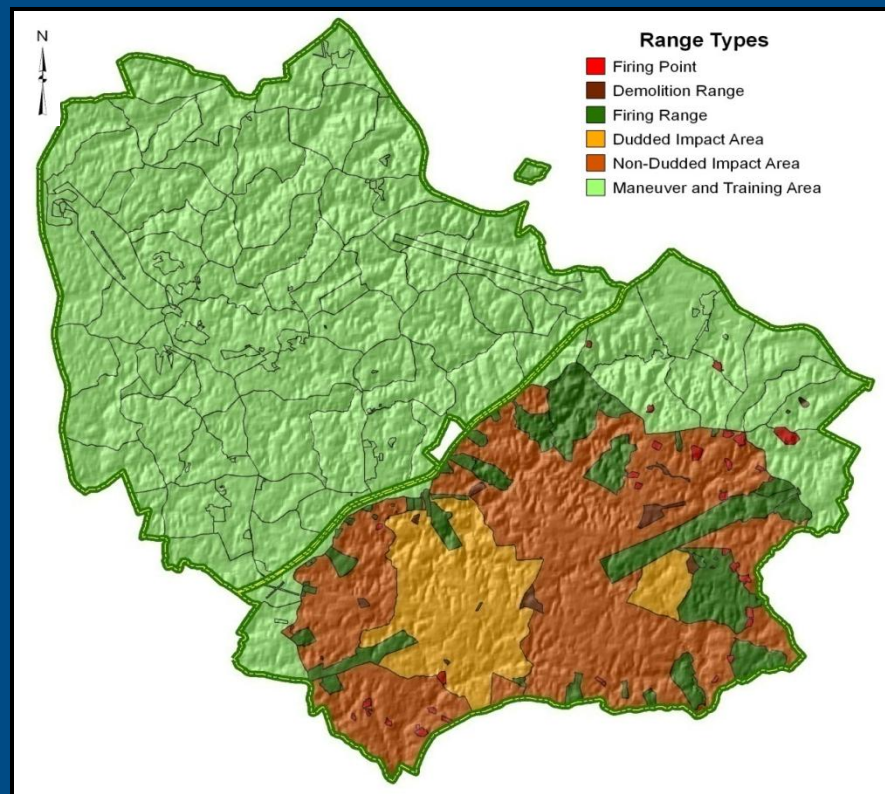 N
Range Types
Firing Point
Demolition Range
Firing Range
Dudded Impact Area
Non-Dudded Impact Area
Maneuver and Training Area